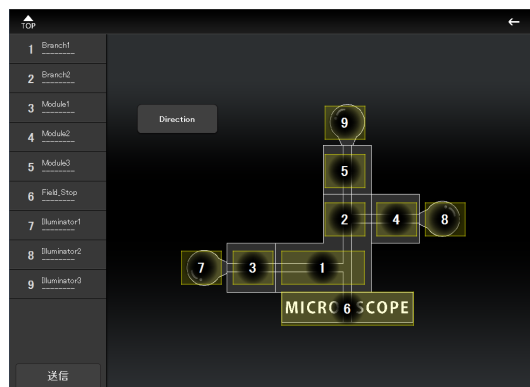 TOP
←
1 Branch1
--------
2 Branch2
--------
3 Module1
--------
4 Module2
--------
5 Module3
--------
6 Field_Stop
--------
7 Illuminator1
--------
8 Illuminator2
--------
9 Illuminator3
--------
送信
Direction
9
5
2 4 8
7 3 1
MICROSCOPE
6